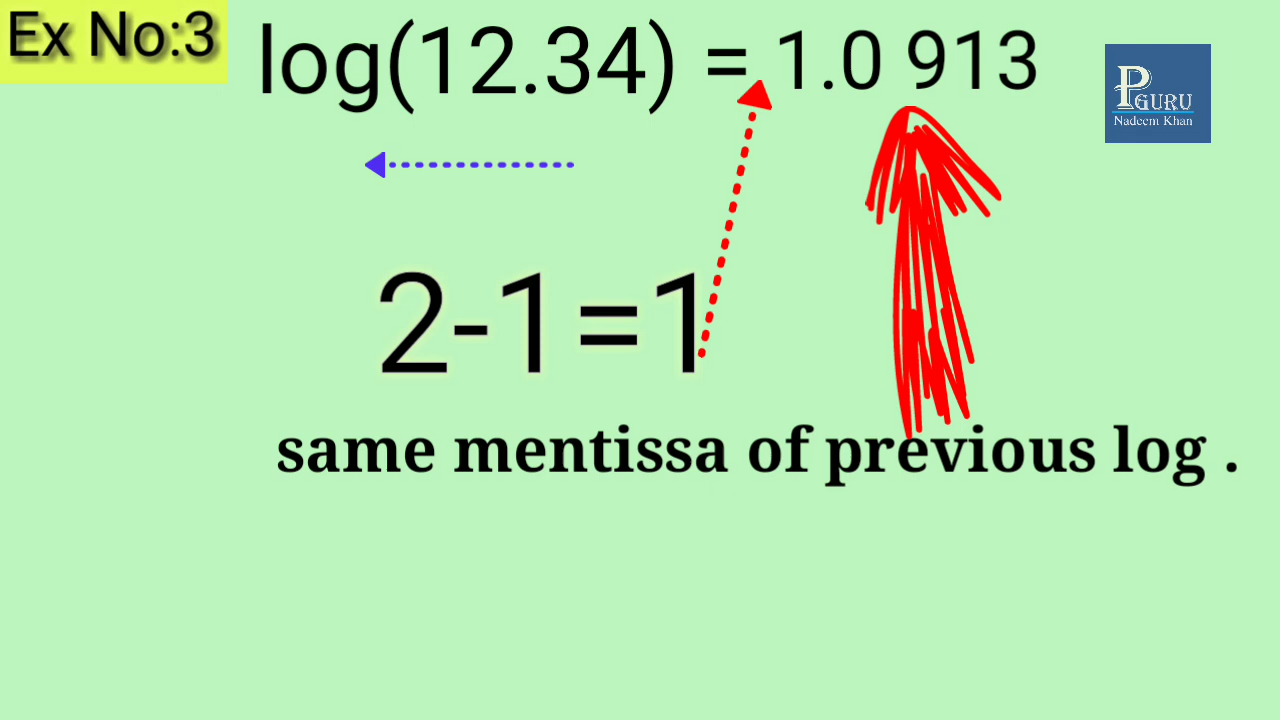 Ex No:3
log(12.34) = 1.0 913
PGURU
Nadeem Khan
2-1=1
same mentissa of previous log .